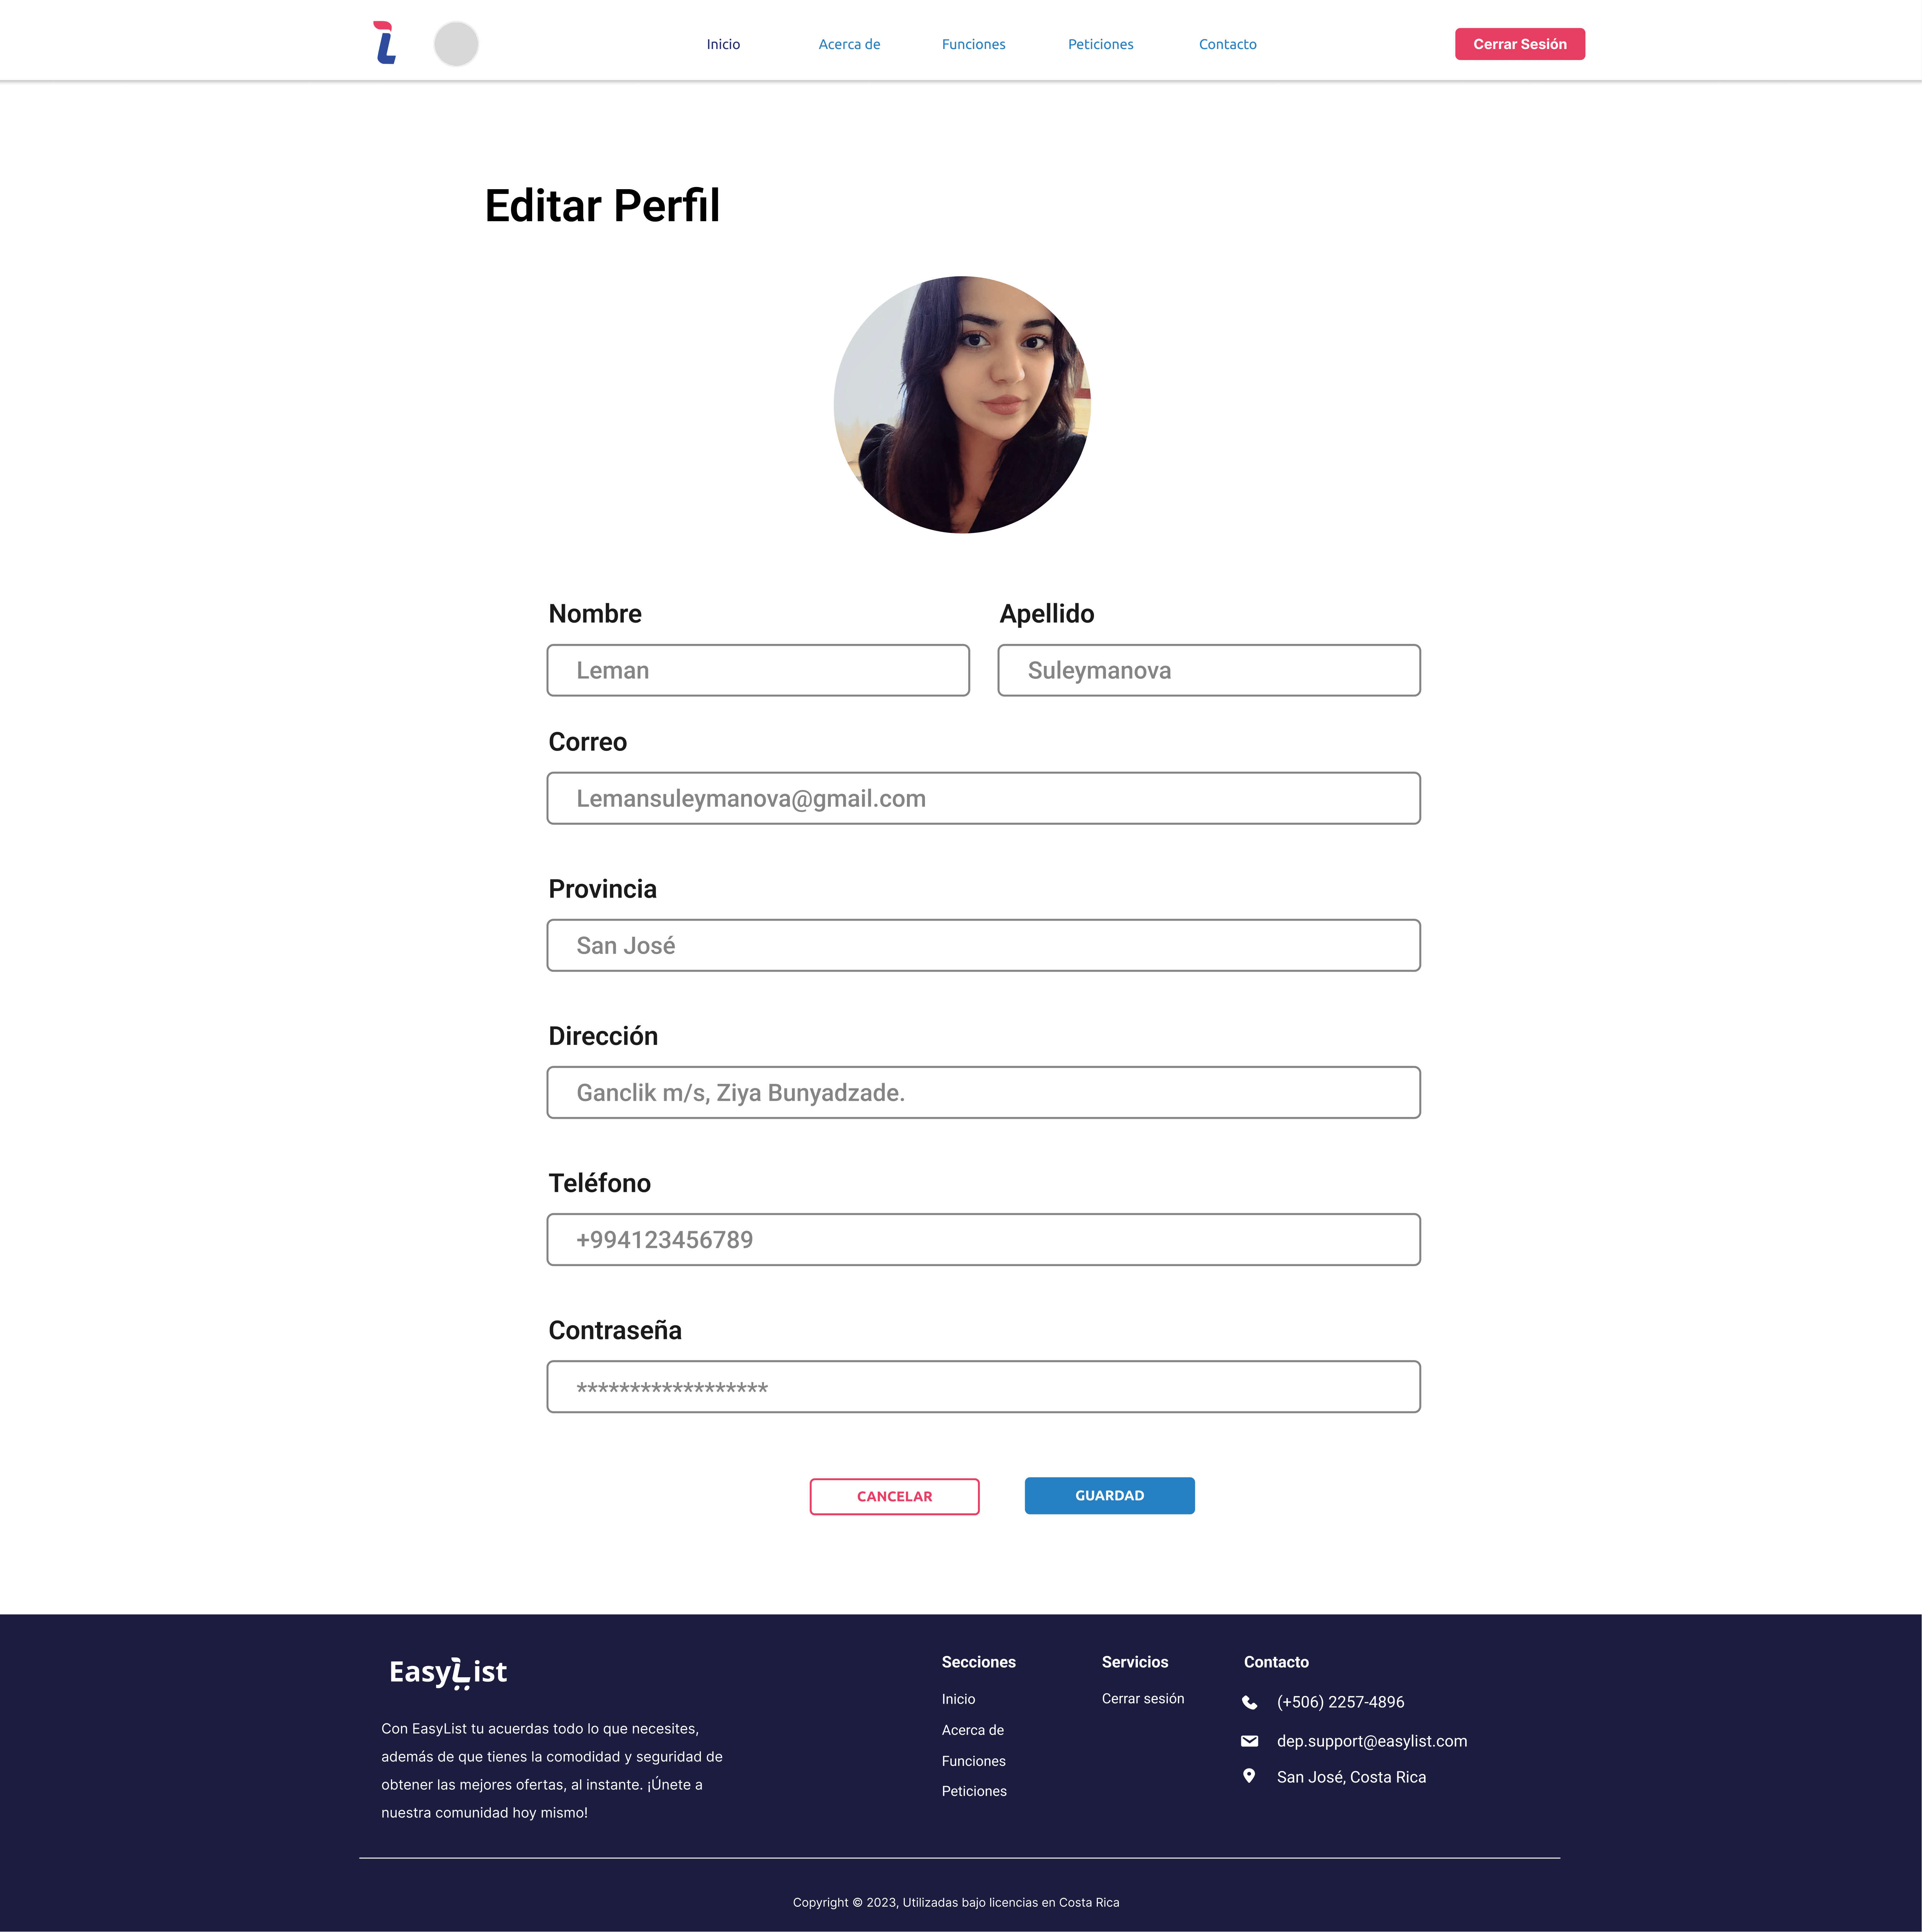 Inicio
Acerca de
Funciones
Peticiones
Contacto
Cerrar Sesión
Editar Perfil
Nombre
Leman
Apellido
Suleymanova
Correo
Lemansuleymanova@gmail.com
Provincia
San José
Dirección
Ganclik m/s, Ziya Bunyadzade.
Teléfono
+994123456789
Contraseña
******************
CANCELAR
GUARDAD
EasyList
Con EasyList tu acuerdas todo lo que necesites,
además de que tienes la comodidad y seguridad de
obtener las mejores ofertas, al instante. ¡Únete a
nuestra comunidad hoy mismo!
Secciones
Inicio
Acerca de
Funciones
Peticiones
Servicios
Cerrar sesión
Contacto
(+506) 2257-4896
dep.support@easylist.com
San José, Costa Rica
Copyright © 2023, Utilizadas bajo licencias en Costa Rica